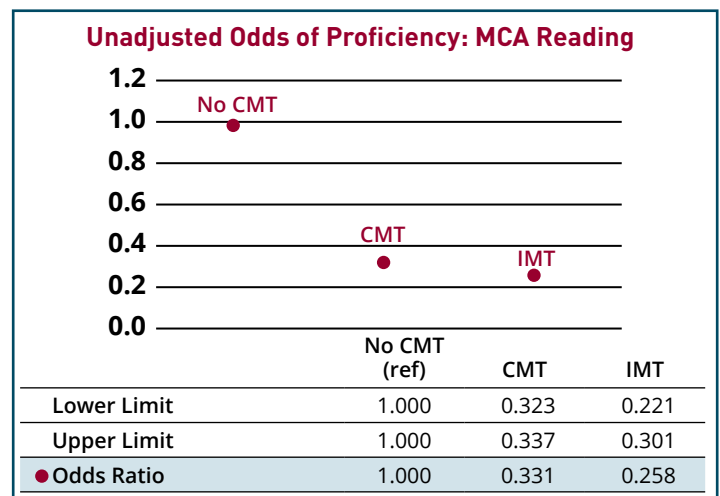 Unadjusted Odds of Proficiency: MCA Reading
1.2
No CMT
1.0
0.8
0.6
0.4
CMT
IMT
0.2
0.0
No CMT
(ref) CMT IMT
Lower Limit 1.000 0.323 0.221
Upper Limit 1.000 0.337 0.301
Odds Ratio 1.000 0.331 0.258